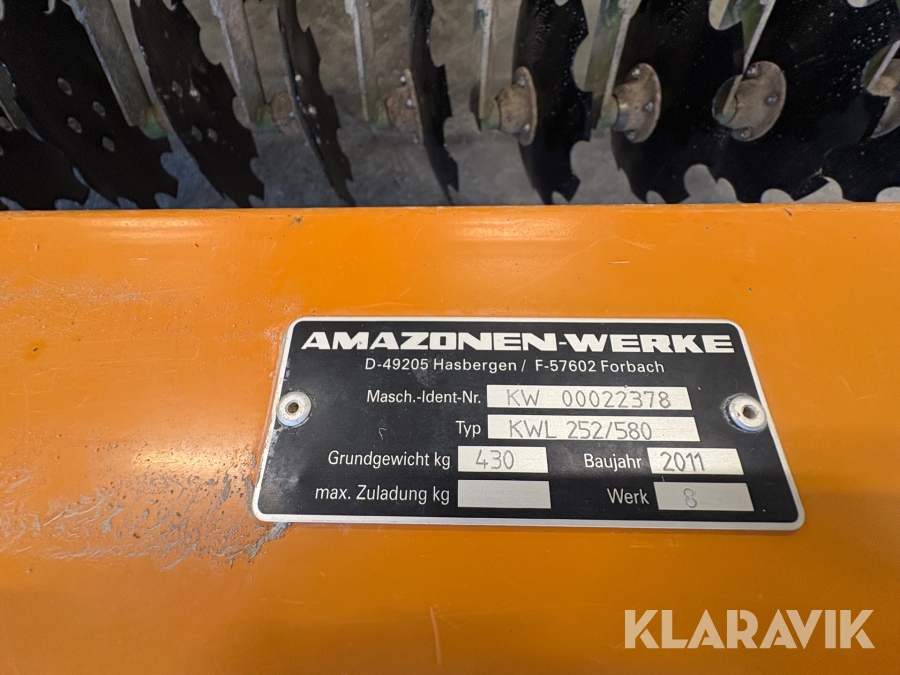 AMAZONEN-WERKE
D-49205 Hasbergen / F-57602 Forbach
Masch.-Ident-Nr. KW 00022378
Typ KWL 252/580
Grundgewicht kg 430 Baujahr 2011
max. Zuladung kg Werk 8
KLARAVIK